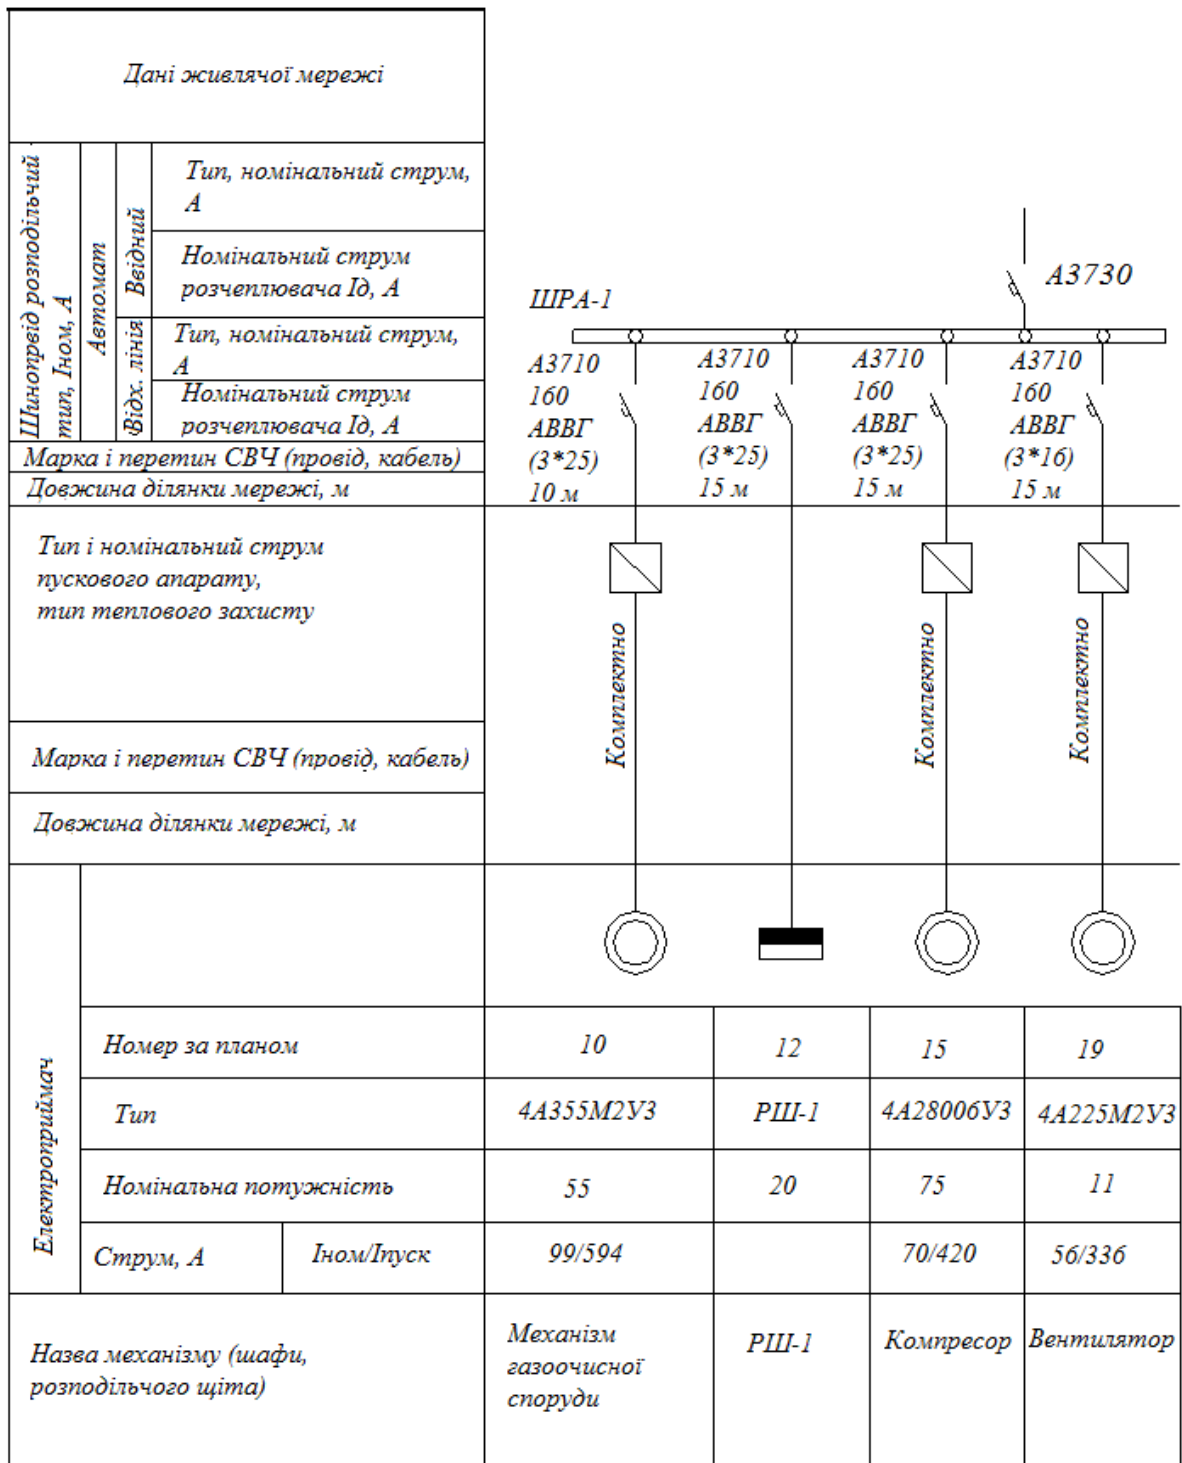 Дані живлячої мережі
Шинопрвід розподільчий
тип, Іном, А
Автомат
Ввідний
Тип, номінальний струм,
А
Номінальний струм
розчеплювача Ід, А
Відх. лінія
Тип, номінальний струм,
А
Номінальний струм
розчеплювача Ід, А
Марка і перетин СВЧ (провід, кабель)
Довжина ділянки мережі, м
А3730
ШРА-1
А3710
160
АВВГ
(3*25)
10 м
А3710
160
АВВГ
(3*25)
15 м
А3710
160
АВВГ
(3*25)
15 м
А3710
160
АВВГ
(3*16)
15 м
Тип і номінальний струм
пускового апарату,
тип теплового захисту
Комплектно
Комплектно
Комплектно
Марка і перетин СВЧ (провід, кабель)
Довжина ділянки мережі, м
Електроприймач
Номер за планом
10
12
15
19
Тип
4А355М2У3
РШ-1
4А28006У3
4А225М2У3
Номінальна потужність
55
20
75
11
Струм, А
Іном/Іпуск
99/594
70/420
56/336
Назва механізму (шафи,
розподільчого щіта)
Механізм
газоочисної
споруди
РШ-1
Компресор
Вентилятор